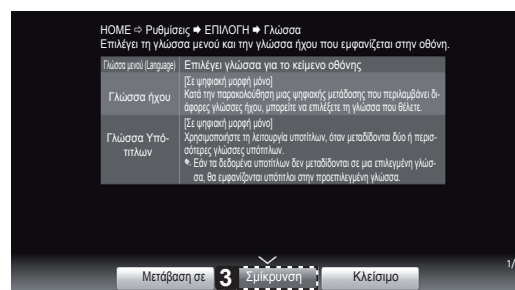 HOME ⇨ Ρυθμίσεις ➡ ΕΠΙΛΟΓΗ ➡ Γλώσσα
Επιλέγει τη γλώσσα μενού και την γλώσσα ήχου που εμφανίζεται στην οθόνη.
Γλώσσα μενού (Language) Επιλέγει γλώσσα για το κείμενο οθόνης
Γλώσσα ήχου
[Σε ψηφιακή μορφή μόνο]
Κατά την παρακολούθηση μιας ψηφιακής μετάδοσης που περιλαμβάνει δι-
άφορες γλώσσες ήχου, μπορείτε να επιλέξετε τη γλώσσα που θέλετε.
Γλώσσα Υπό-
τιτλων
[Σε ψηφιακή μορφή μόνο]
Χρησιμοποιήστε τη λειτουργία υποτίτλων, όταν μεταδίδονται δύο ή περισ-
σότερες γλώσσες υπότιτλων.
Εάν τα δεδομένα υποτίτλων δεν μεταδίδονται σε μια επιλεγμένη γλώσ-
σα, θα εμφανίζονται υπότιτλοι στην προεπιλεγμένη γλώσσα.
1/
Μετάβαση σε 3 Σμίκρυνση Κλείσιμο